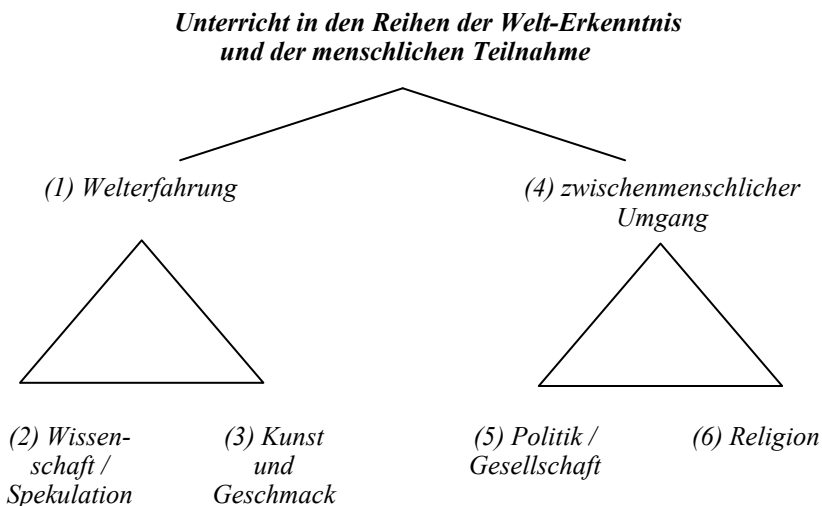 Unterricht in den Reihen der Welt-Erkenntnis
und der menschlichen Teilnahme
(1) Welterfahrung
(4) zwischenmenschlicher
Umgang
(2) Wissen-
schaft /
Spekulation
(3) Kunst
und
Geschmack
(5) Politik /
Gesellschaft
(6) Religion